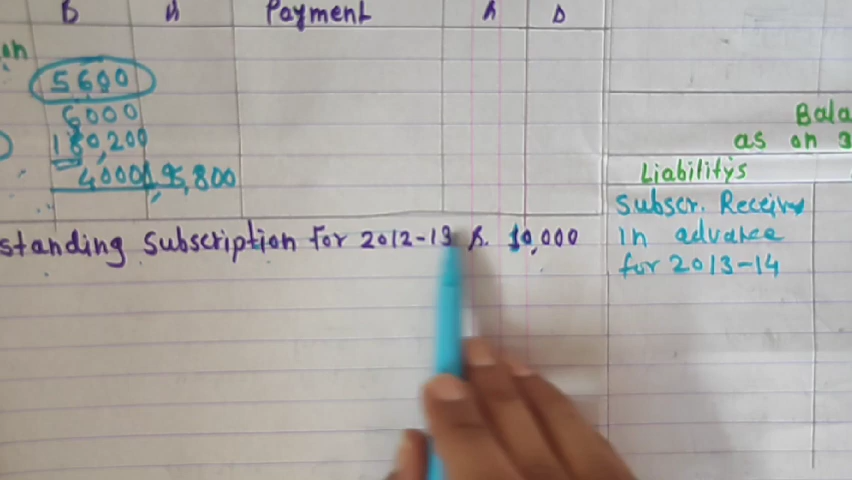 D A Payment A D
5600
6000
180,200
4000 195,800
standing Subscription for 2012-13 Rs. 10,000
Bala
as on 3
Liabilitys
Subscr. Receive
in advance
for 2013-14